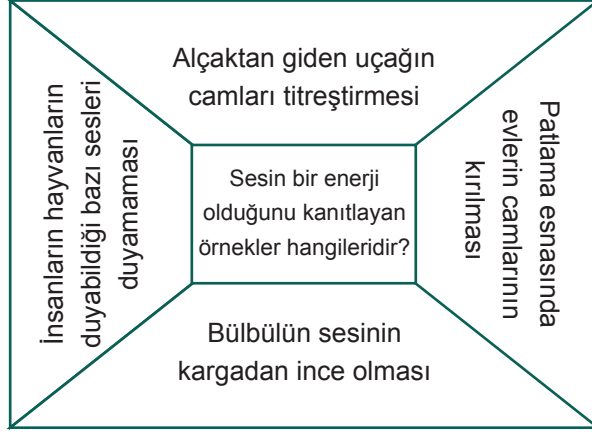 Alçaktan giden uçağın
camları titreştirmesi
İnsanların hayvanların
duyabildiği bazı sesleri
duyamaması
Sesin bir enerji
olduğunu kanıtlayan
örnekler hangileridir?
Patlama esnasında
evlerin camlarının
kırılması
Bülbülün sesinin
kargadan ince olması